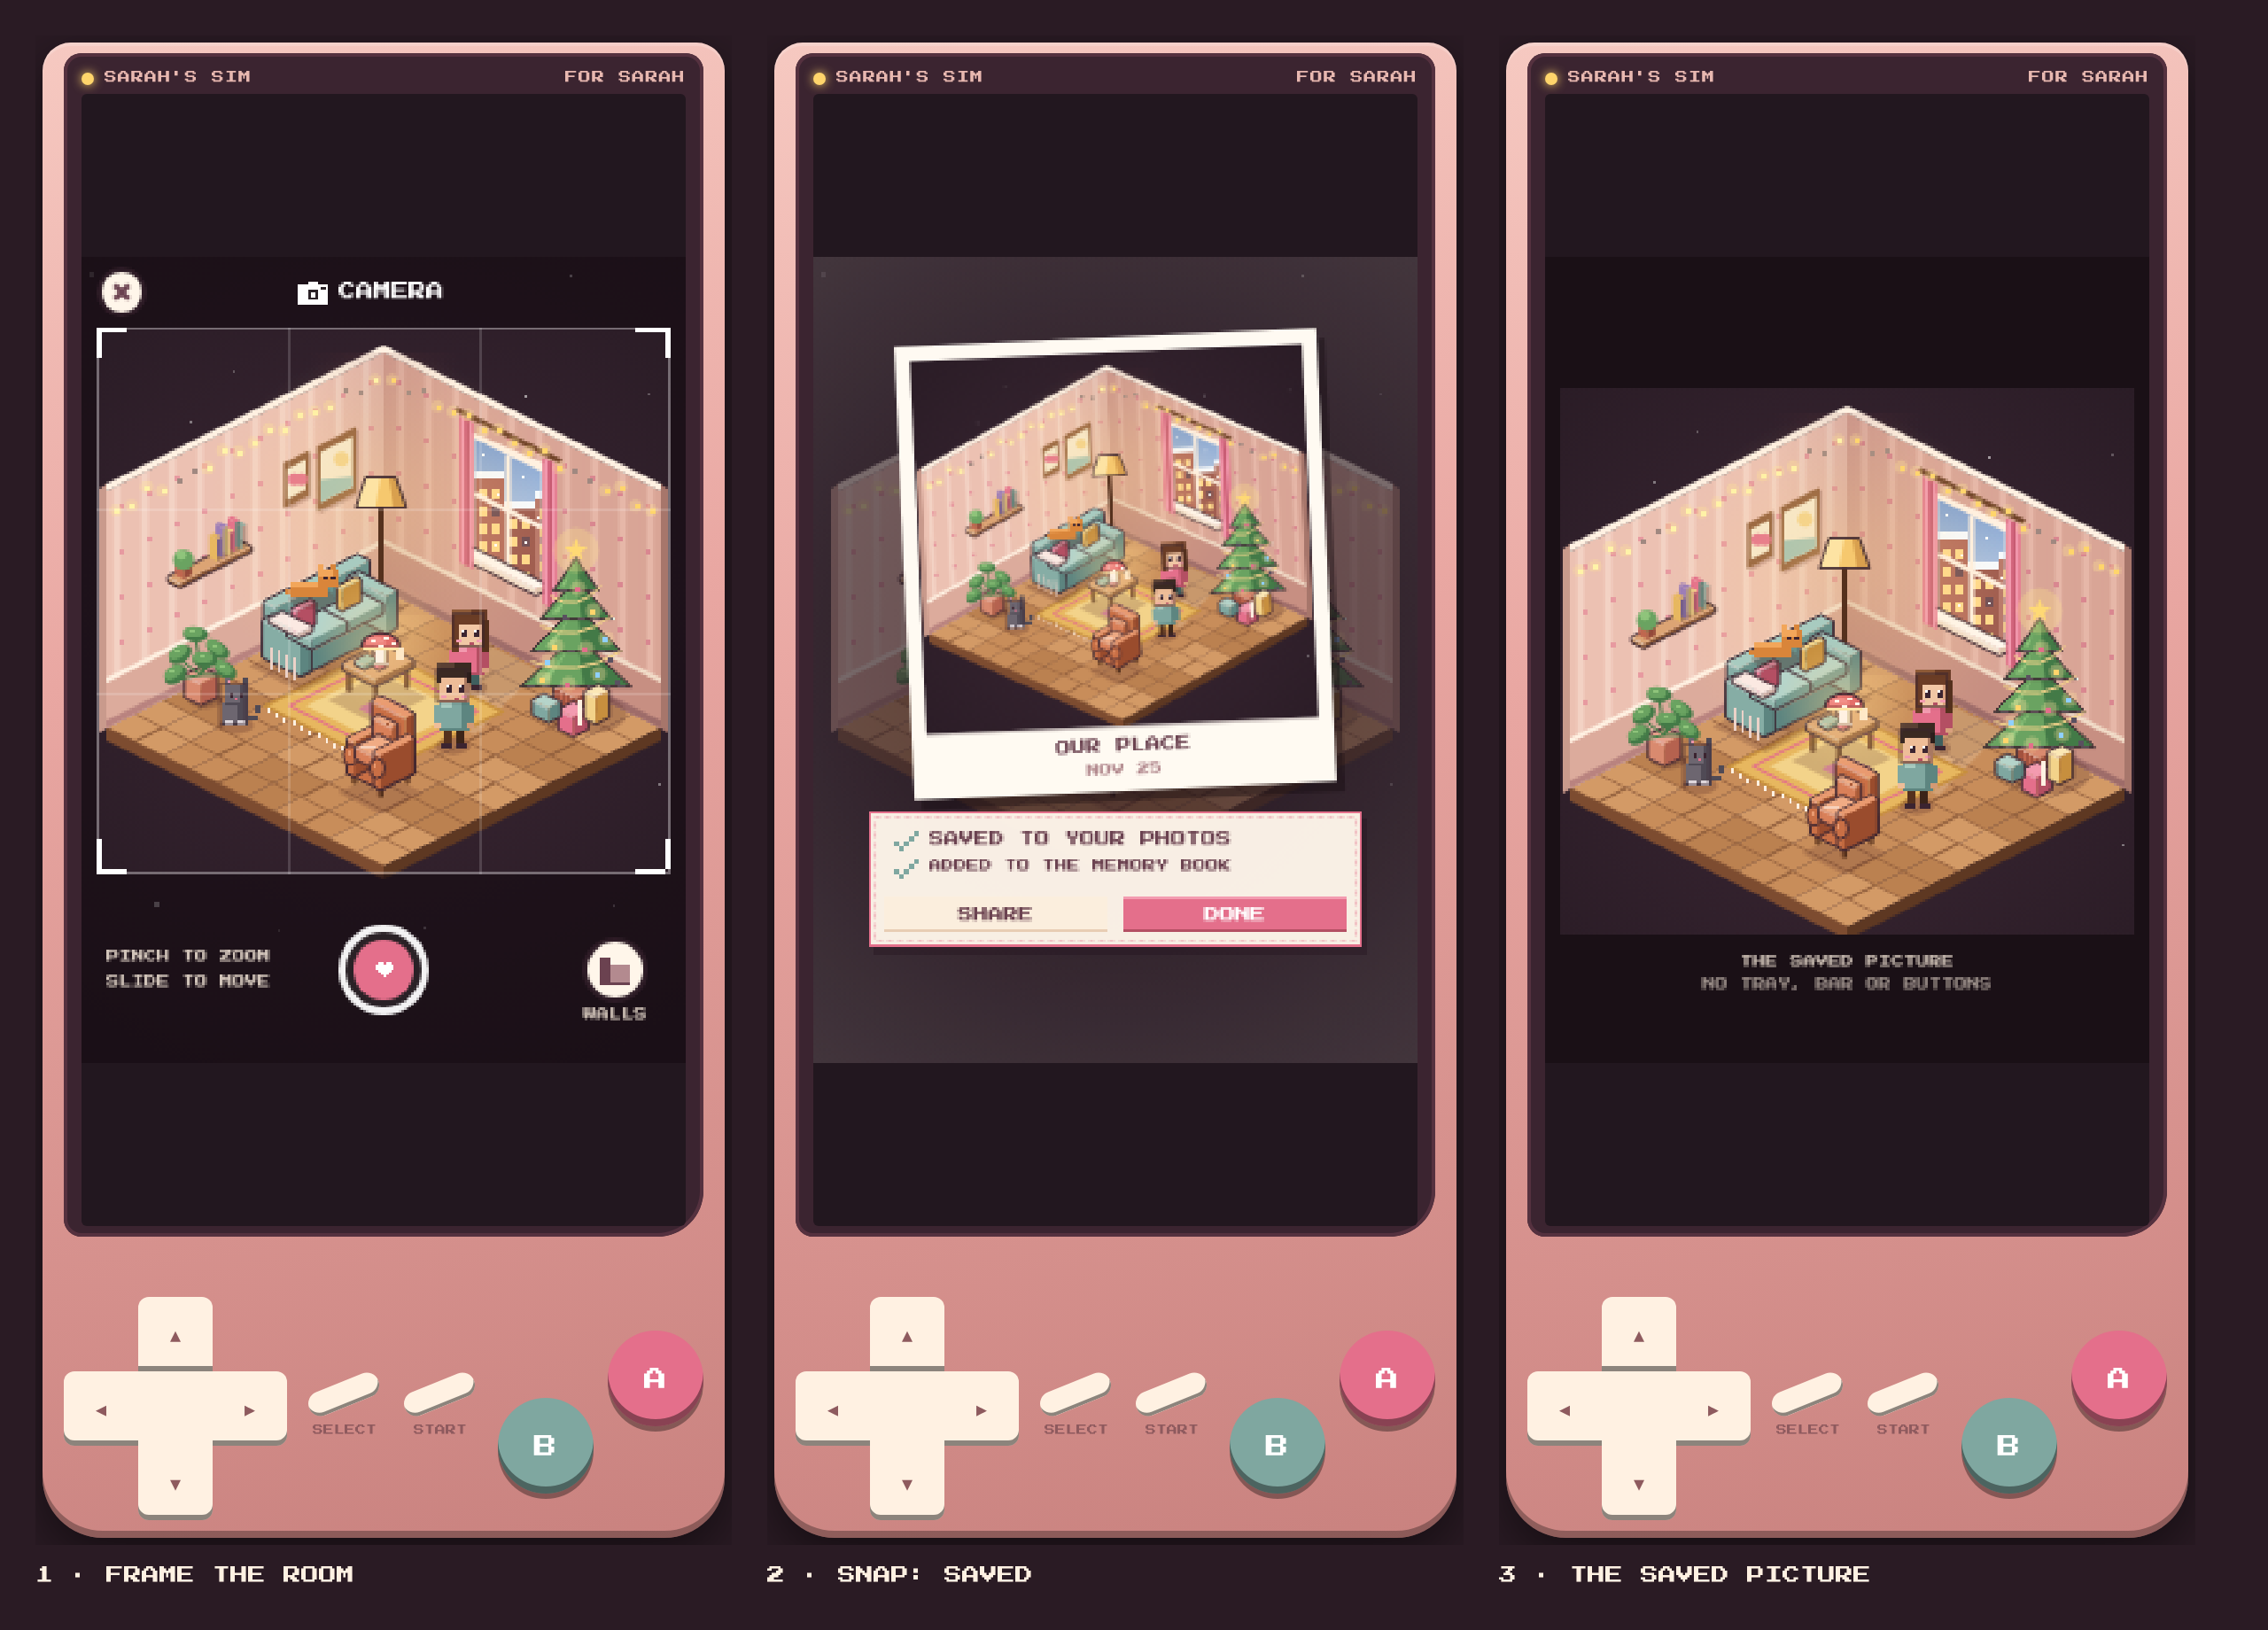 SARAH'S SIM FOR SARAH
CAMERA
PINCH TO ZOOM
SLIDE TO MOVE
WALLS
SELECT START
B
A
1 · FRAME THE ROOM
SARAH'S SIM FOR SARAH
OUR PLACE
NOV 25
SAVED TO YOUR PHOTOS
ADDED TO THE MEMORY BOOK
SHARE DONE
SELECT START
B
A
2 · SNAP: SAVED
SARAH'S SIM FOR SARAH
THE SAVED PICTURE
NO TRAY, BAR OR BUTTONS
SELECT START
B
A
3 · THE SAVED PICTURE